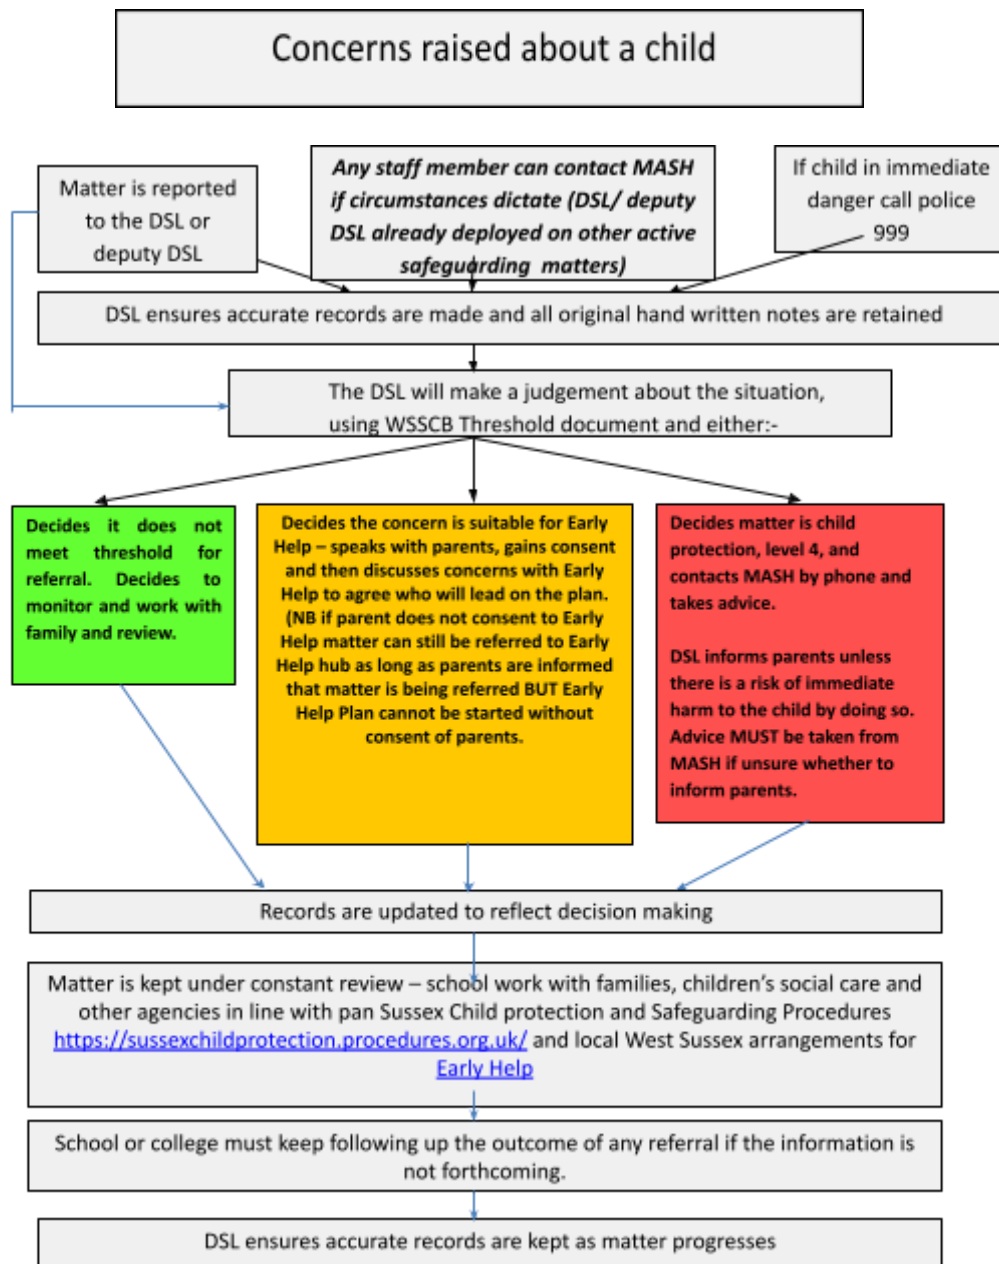 Concerns raised about a child
Matter is reported
to the DSL or
deputy DSL
Any staff member can contact MASH
if circumstances dictate (DSL/ deputy
DSL already deployed on other active
safeguarding matters)
If child in immediate
danger call police
999
DSL ensures accurate records are made and all original hand written notes are retained
The DSL will make a judgement about the situation,
using WSSCB Threshold document and either:-
Decides it does not
meet threshold for
referral. Decides to
monitor and work with
family and review.
Decides the concern is suitable for Early
Help – speaks with parents, gains consent
and then discusses concerns with Early
Help to agree who will lead on the plan.
(NB if parent does not consent to Early
Help matter can still be referred to Early
Help hub as long as parents are informed
that matter is being referred BUT Early
Help Plan cannot be started without
consent of parents.
Decides matter is child
protection, level 4, and
contacts MASH by phone and
takes advice.
DSL informs parents unless
there is a risk of immediate
harm to the child by doing so.
Advice MUST be taken from
MASH if unsure whether to
inform parents.
Records are updated to reflect decision making
Matter is kept under constant review – school work with families, children's social care and
other agencies in line with pan Sussex Child protection and Safeguarding Procedures
https://sussexchildprotection.procedures.org.uk/ and local West Sussex arrangements for
Early Help
School or college must keep following up the outcome of any referral if the information is
not forthcoming.
DSL ensures accurate records are kept as matter progresses